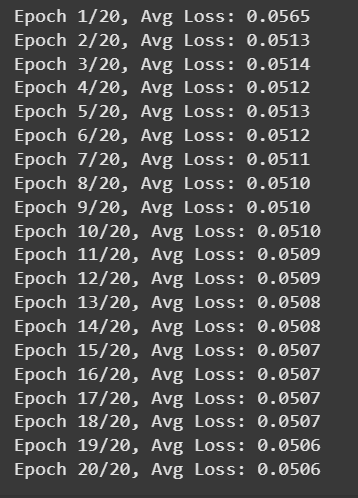 Epoch 1/20, Avg Loss: 0.0565
Epoch 2/20, Avg Loss: 0.0513
Epoch 3/20, Avg Loss: 0.0514
Epoch 4/20, Avg Loss: 0.0512
Epoch 5/20, Avg Loss: 0.0513
Epoch 6/20, Avg Loss: 0.0512
Epoch 7/20, Avg Loss: 0.0511
Epoch 8/20, Avg Loss: 0.0510
Epoch 9/20, Avg Loss: 0.0510
Epoch 10/20, Avg Loss: 0.0510
Epoch 11/20, Avg Loss: 0.0509
Epoch 12/20, Avg Loss: 0.0509
Epoch 13/20, Avg Loss: 0.0508
Epoch 14/20, Avg Loss: 0.0508
Epoch 15/20, Avg Loss: 0.0507
Epoch 16/20, Avg Loss: 0.0507
Epoch 17/20, Avg Loss: 0.0507
Epoch 18/20, Avg Loss: 0.0507
Epoch 19/20, Avg Loss: 0.0506
Epoch 20/20, Avg Loss: 0.0506